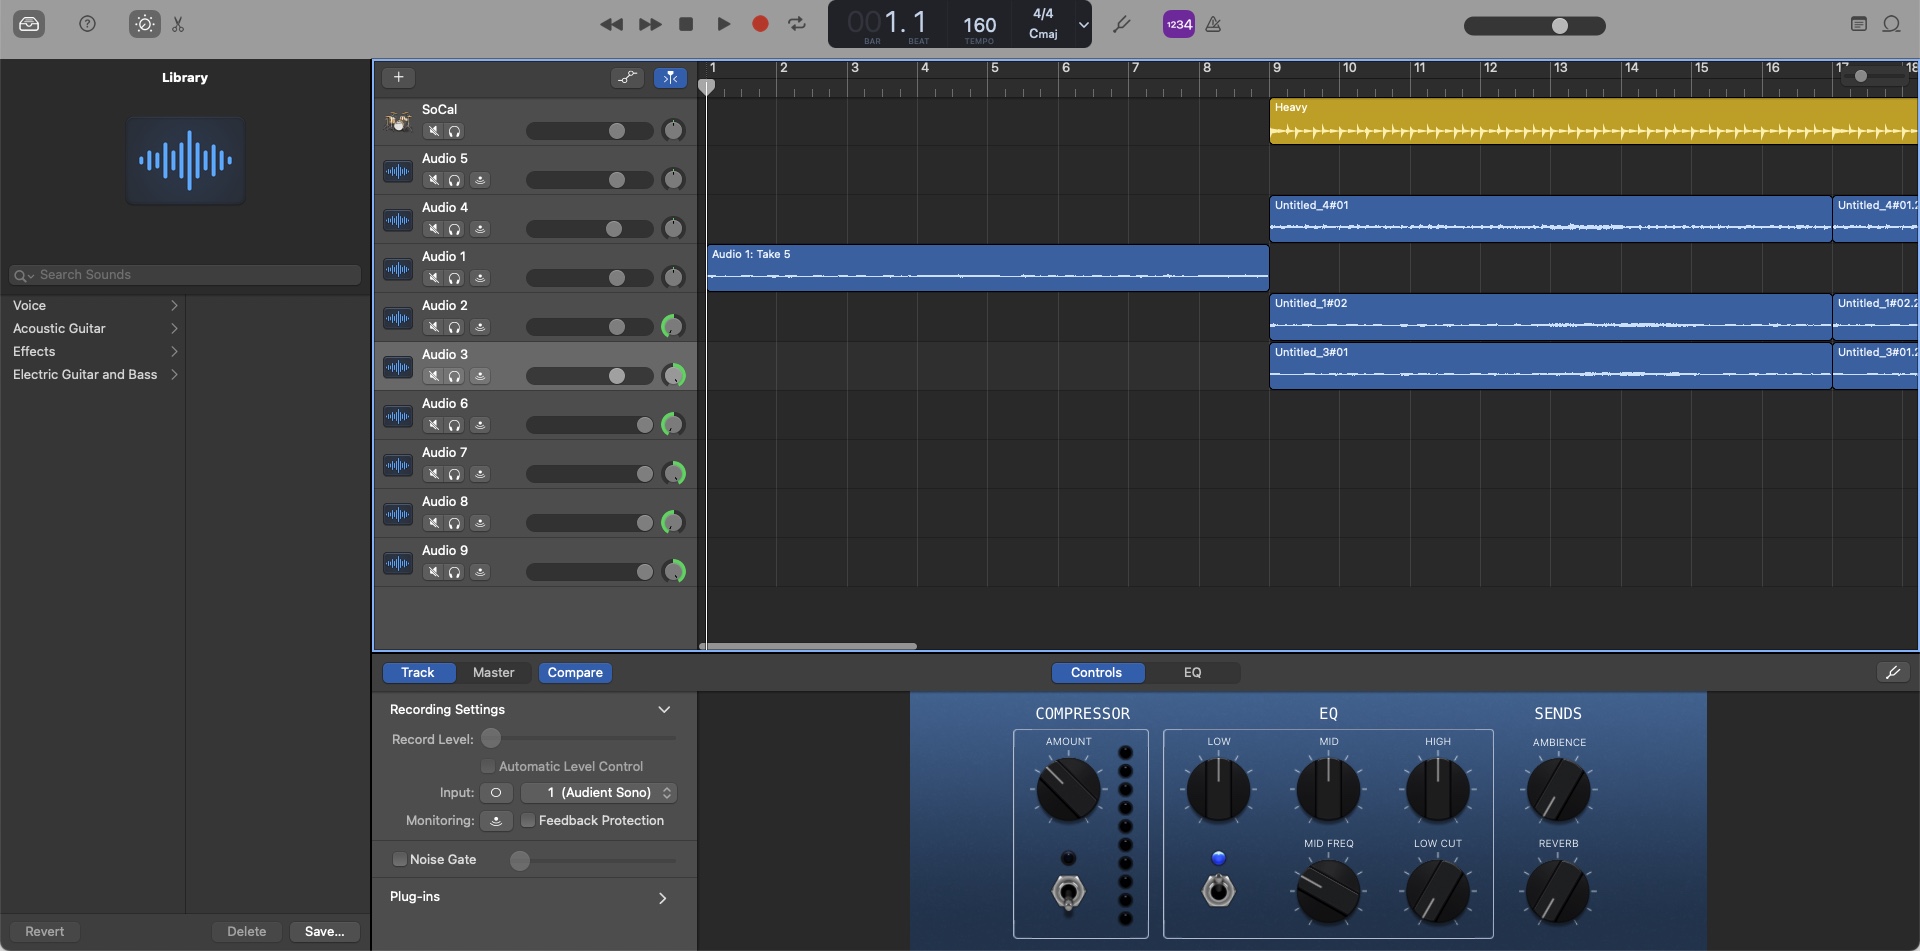 001. 1
BAR BEAT
160
TEMPO
4/4
Cmaj
1234
Library
Search Sounds
Voice
Acoustic Guitar
Effects
Electric Guitar and Bass
Revert
Delete
Save...
1 2 3 4 5 6 7 8 9 10 11 12 13 14 15 16 17 18
SoCal
Audio 5
Audio 4
Audio 1
Audio 2
Audio 3
Audio 6
Audio 7
Audio 8
Audio 9
Heavy
Untitled_4#01
Untitled_4#01.2
Audio 1: Take 5
Untitled_1#02
Untitled_1#02.2
Untitled_3#01
Untitled_3#01.2
Track
Master
Compare
Controls
EQ
Recording Settings
Record Level:
Automatic Level Control
Input:
1 (Audient Sono)
Monitoring:
Feedback Protection
Noise Gate
Plug-ins
COMPRESSOR
AMOUNT
EQ
LOW
MID
HIGH
MID FREQ
LOW CUT
SENDS
AMBIENCE
REVERB